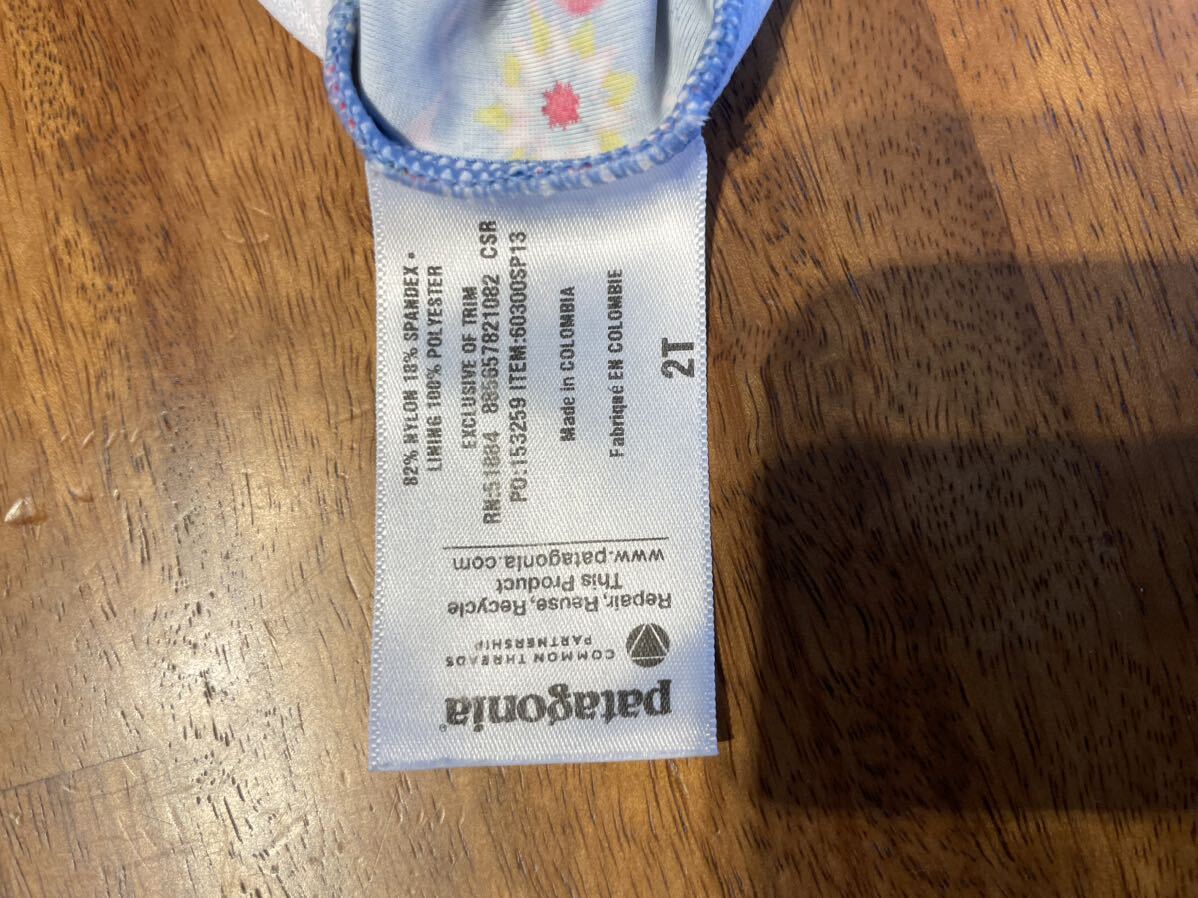 82% NYLON 18% SPANDEX •
LINING 100% POLYESTER
EXCLUSIVE OF TRIM
CSR
PO:153259 ITEM:60300SP13
Made in COLOMBIA
Fabriqué EN COLOMBIE
2T
patagonia®
COMMON THREADS
PARTNERSHIP
Repair, Reuse, Recycle
This Product
www.patagonia.com